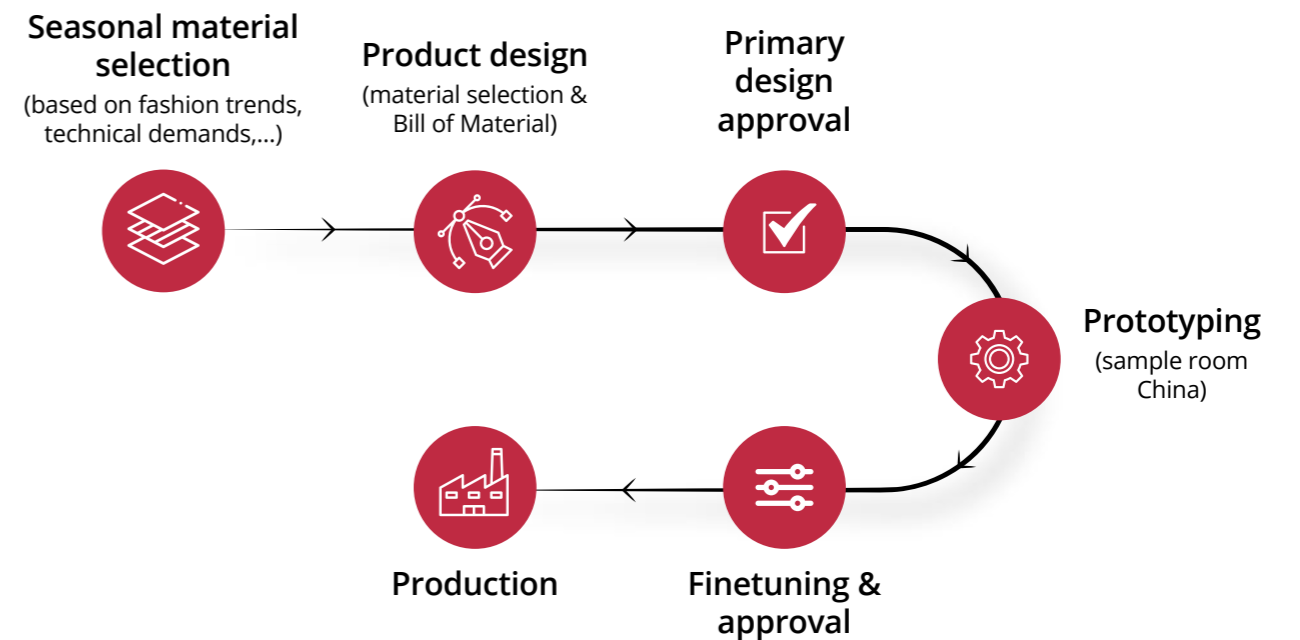 Seasonal material
selection
(based on fashion trends,
technical demands,...)
Product design
(material selection &
Bill of Material)
Primary
design
approval
Prototyping
(sample room
China)
Finetuning &
approval
Production